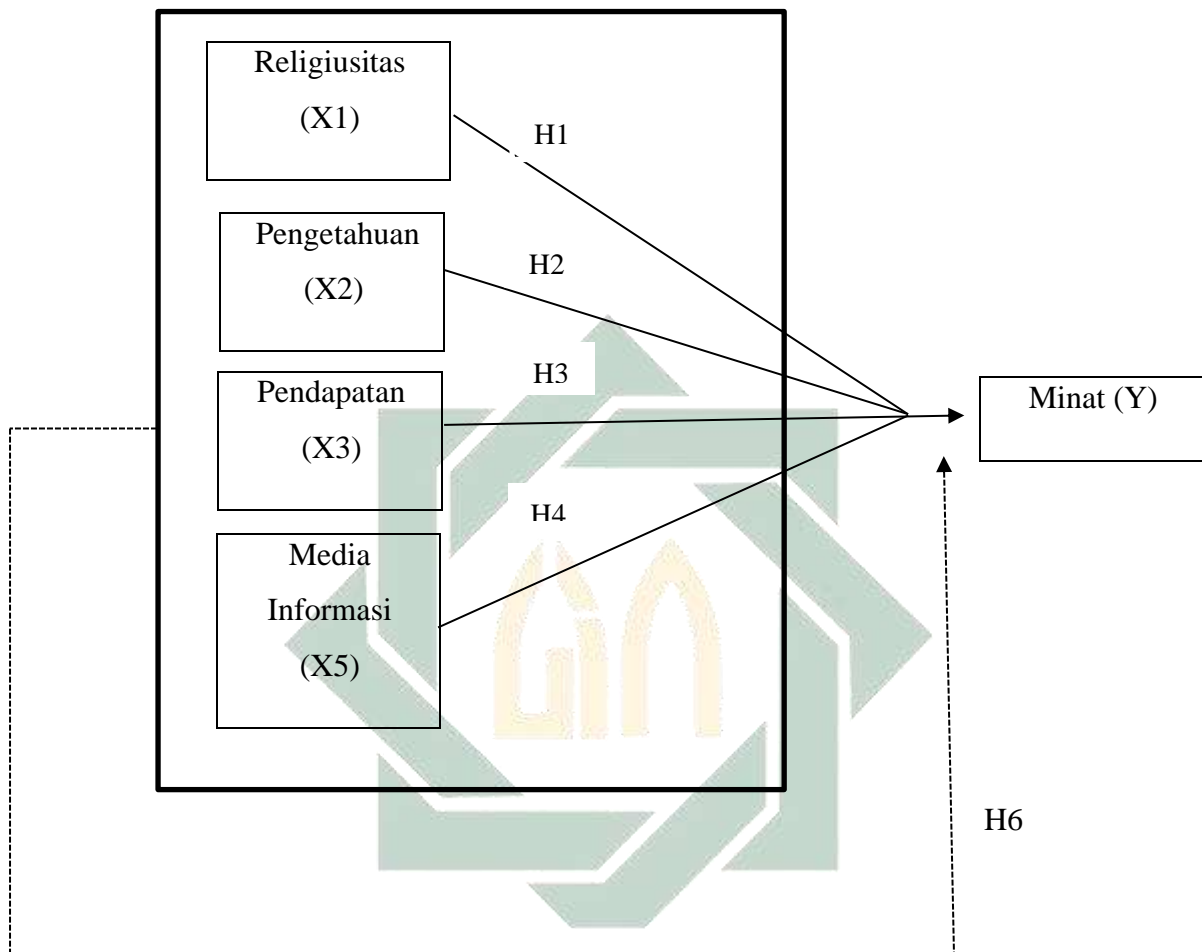 Religiusitas
(X1)
H1
Pengetahuan
(X2)
H2
Pendapatan
(X3)
H3
Minat (Y)
Media
Informasi
(X5)
H4
H6